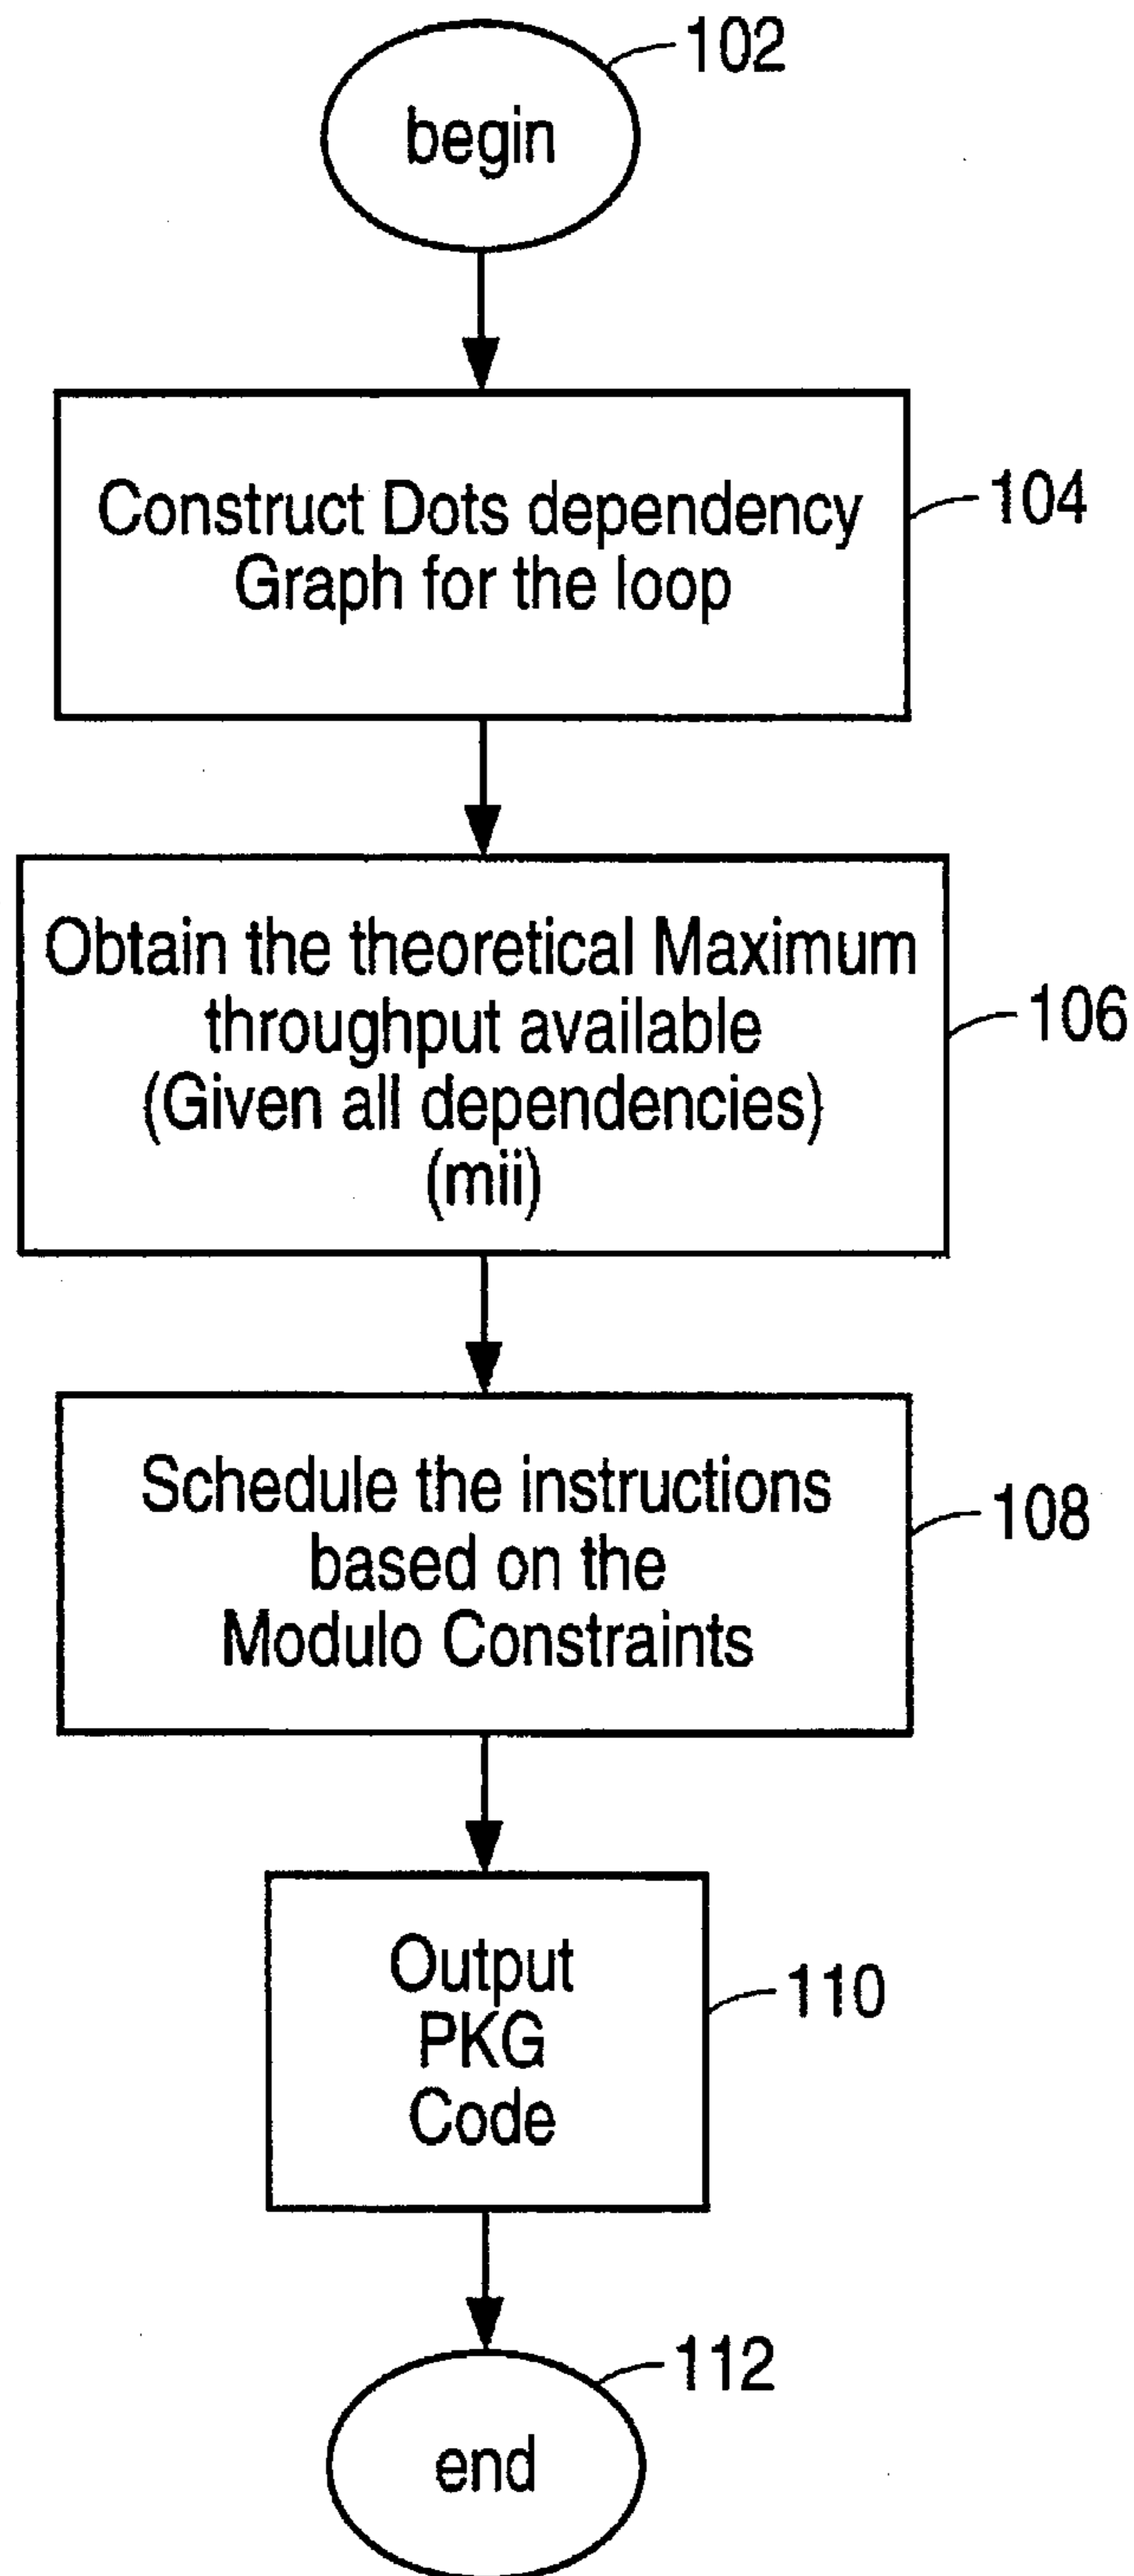 102
begin
Construct Dots dependency
Graph for the loop
104
Obtain the theoretical Maximum
throughput available
(Given all dependencies)
(mii)
106
Schedule the instructions
based on the
Modulo Constraints
108
Output
PKG
Code
110
112
end